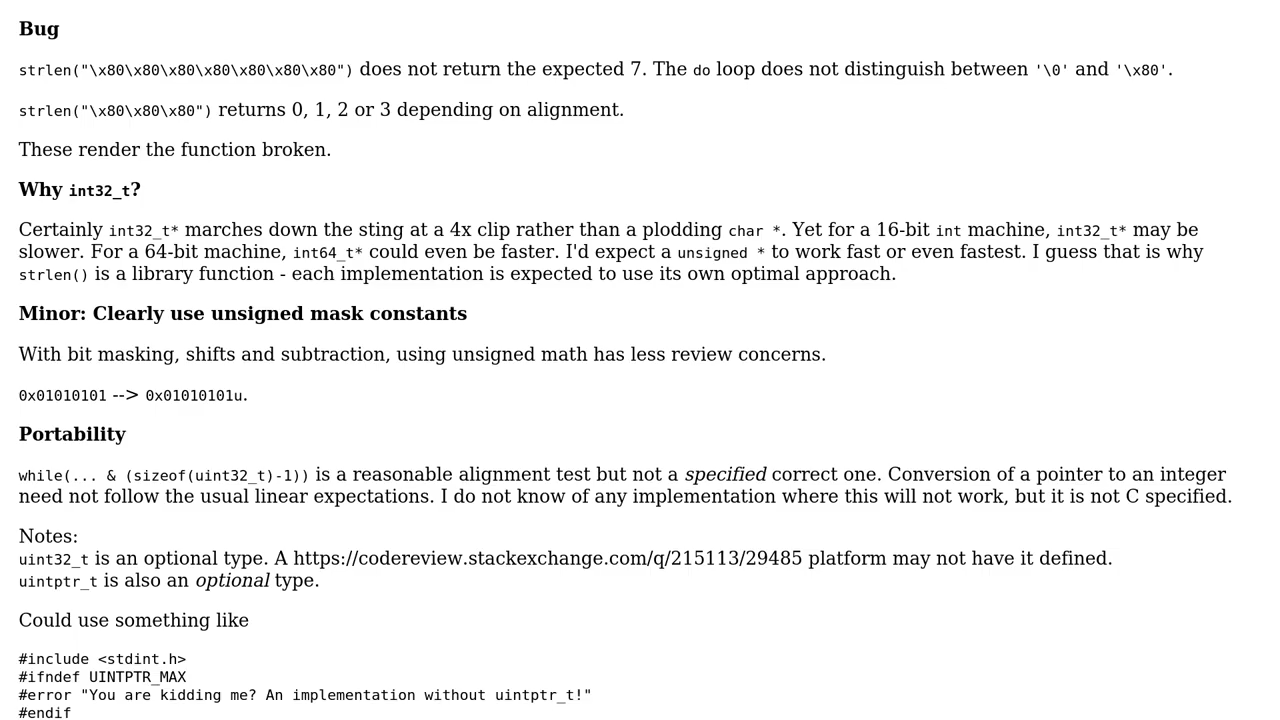 Bug
strlen("\x80\x80\x80\x80\x80\x80\x80") does not return the expected 7. The do loop does not distinguish between '\0' and '\x80'.
strlen("\x80\x80\x80") returns 0, 1, 2 or 3 depending on alignment.
These render the function broken.
Why int32_t?
Certainly int32_t* marches down the sting at a 4x clip rather than a plodding char *. Yet for a 16-bit int machine, int32_t* may be
slower. For a 64-bit machine, int64_t* could even be faster. I'd expect a unsigned * to work fast or even fastest. I guess that is why
strlen() is a library function - each implementation is expected to use its own optimal approach.
Minor: Clearly use unsigned mask constants
With bit masking, shifts and subtraction, using unsigned math has less review concerns.
0x01010101 --> 0x01010101u.
Portability
while(... & (sizeof(uint32_t)-1)) is a reasonable alignment test but not a specified correct one. Conversion of a pointer to an integer
need not follow the usual linear expectations. I do not know of any implementation where this will not work, but it is not C specified.
Notes:
uint32_t is an optional type. A https://codereview.stackexchange.com/q/215113/29485 platform may not have it defined.
uintptr_t is also an optional type.
Could use something like
#include <stdint.h>
#ifndef UINTPTR_MAX
#error "You are kidding me? An implementation without uintptr_t!"
#endif